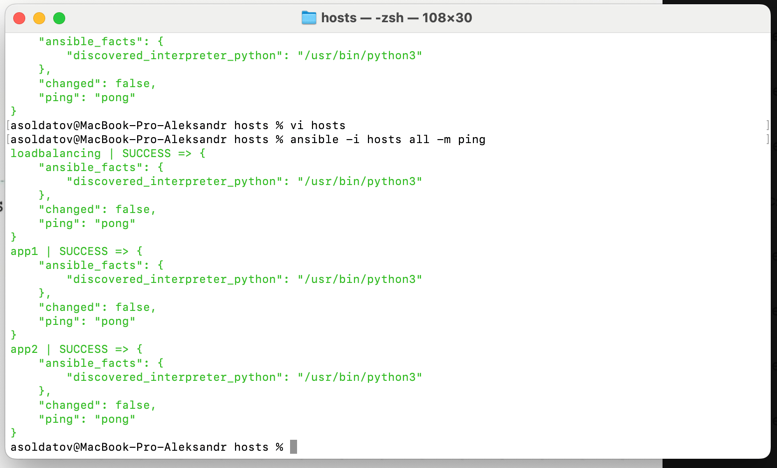 hosts — -zsh — 108×30
    "ansible_facts": {
        "discovered_interpreter_python": "/usr/bin/python3"
    },
    "changed": false,
    "ping": "pong"
}
[asoldatov@MacBook-Pro-Aleksandr hosts % vi hosts ]
[asoldatov@MacBook-Pro-Aleksandr hosts % ansible -i hosts all -m ping ]
loadbalancing | SUCCESS => {
    "ansible_facts": {
        "discovered_interpreter_python": "/usr/bin/python3"
    },
    "changed": false,
    "ping": "pong"
}
app1 | SUCCESS => {
    "ansible_facts": {
        "discovered_interpreter_python": "/usr/bin/python3"
    },
    "changed": false,
    "ping": "pong"
}
app2 | SUCCESS => {
    "ansible_facts": {
        "discovered_interpreter_python": "/usr/bin/python3"
    },
    "changed": false,
    "ping": "pong"
}
asoldatov@MacBook-Pro-Aleksandr hosts %